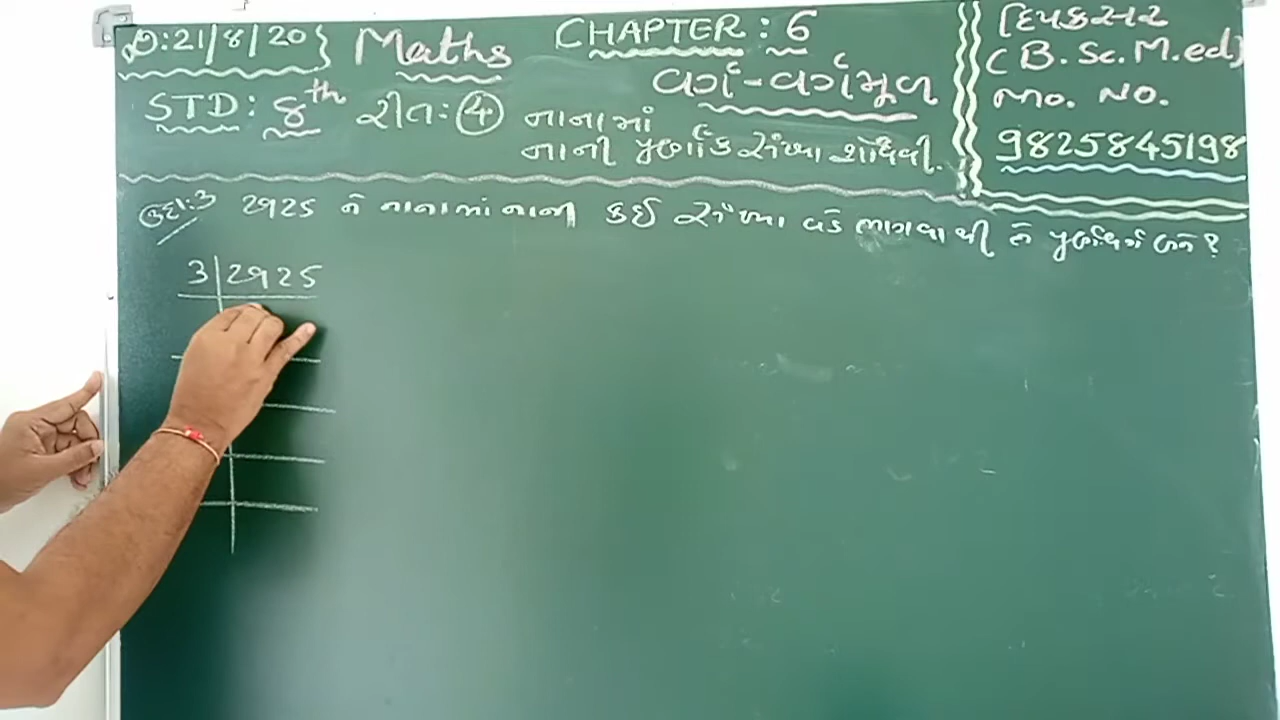 D:21/8/20} Maths CHAPTER : 6
વર્ગ-વર્ગમૂળ
STD: 8th રીત: 4 નાનામાં
નાની પુર્ણાંક સંખ્યા શોધવી.
દિપકસર
(B. Sc. M.ed)
Mo. NO.
9825845198
ઉદા:3 2925 ને નાનામાં નાની કઈ સંખ્યા વડે ભાગવાથી તે પુર્ણવર્ગ બને ?
3 2925